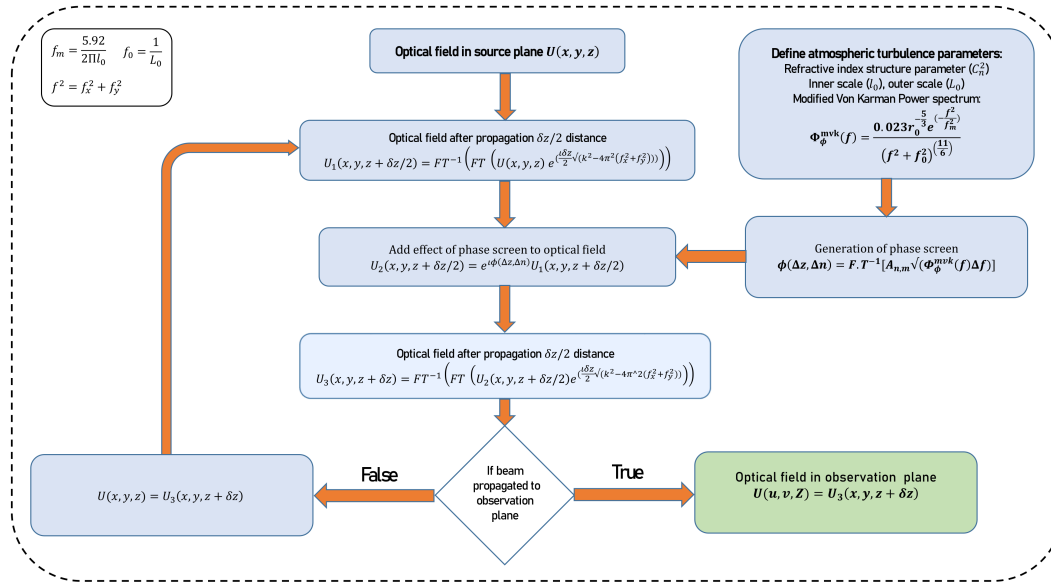 f_m = 5.92/(2Πl_0)   f_0 = 1/L_0
f^2 = f_x^2 + f_y^2
Optical field in source plane U(x, y, z)
Define atmospheric turbulence parameters:
Refractive index structure parameter (C_n^2)
Inner scale (l_0), outer scale (L_0)
Modified Von Karman Power spectrum:
Φ_ϕ^mvk(f) = 0.023r_0^(-5/3) e^(-f^2/f_m^2) / (f^2 + f_0^2)^(11/6)
Optical field after propagation δz/2 distance
U_1(x, y, z + δz/2) = FT^-1(FT (U(x, y, z) e^(ıδz/2 √(k^2−4π^2(f_x^2+f_y^2)))))
Add effect of phase screen to optical field
U_2(x, y, z + δz/2) = e^ıϕ(Δz,Δn) U_1(x, y, z + δz/2)
Generation of phase screen
ϕ(Δz, Δn) = F.T^-1[A_n,m √(Φ_ϕ^mvk(f)Δf)]
Optical field after propagation δz/2 distance
U_3(x, y, z + δz) = FT^-1(FT (U_2(x, y, z + δz/2)e^(ıδz/2 √(k^2−4π^2(f_x^2+f_y^2)))))
If beam
propagated to
observation
plane
False
True
U(x, y, z) = U_3(x, y, z + δz)
Optical field in observation plane
U(u, v, Z) = U_3(x, y, z + δz)